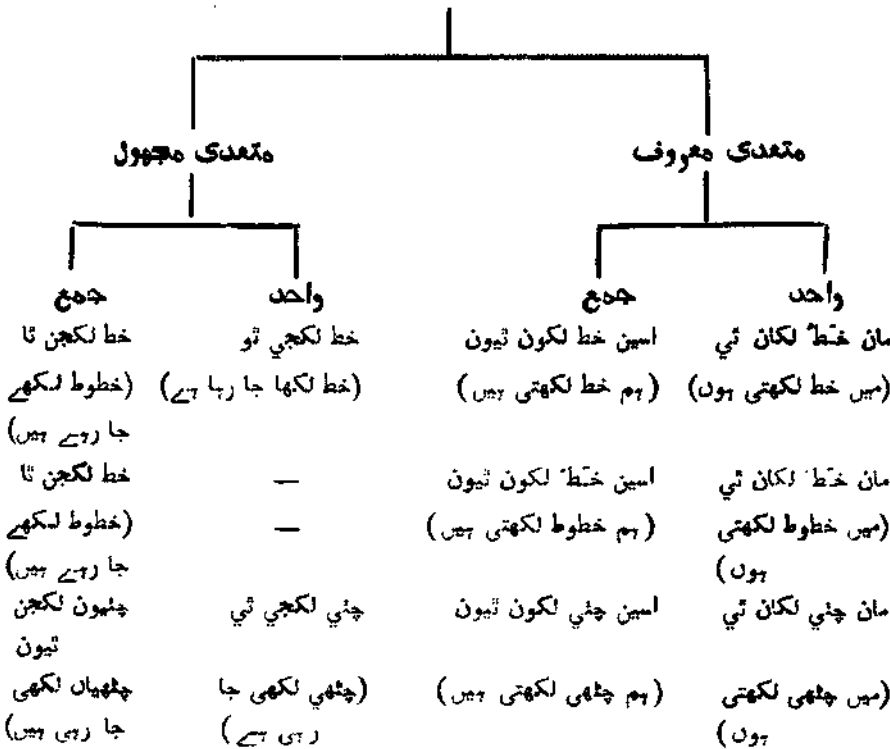 متعدی معروف متعدی مجهول
واحد جمع واحد جمع
مان خَطُ لکان ٿي اسين خط لکون ٿيون خط لکجي ٿو خط لکجن ٿا
(میں خط لکھتی ہوں) (ہم خط لکھتی ہیں) (خط لکھا جا رہا ہے) (خطوط لکھے
جا رہے ہیں)
مان خَطَ لکان ٿي اسين خَطَ لکون ٿيون — خط لکجن ٿا
(میں خطوط لکھتی (ہم خطوط لکھتی ہیں) — (خطوط لکھے
ہوں) جا رہے ہیں)
مان چٺي لکان ٿي اسين چٺي لکون ٿيون چٺي لکجي ٿي چٺيون لکجن
ٿيون
(میں چٹھی لکھتی (ہم چٹھی لکھتی ہیں) (چٹھی لکھی جا چٹھیاں لکھی
ہوں) رہی ہے) جا رہی ہیں)